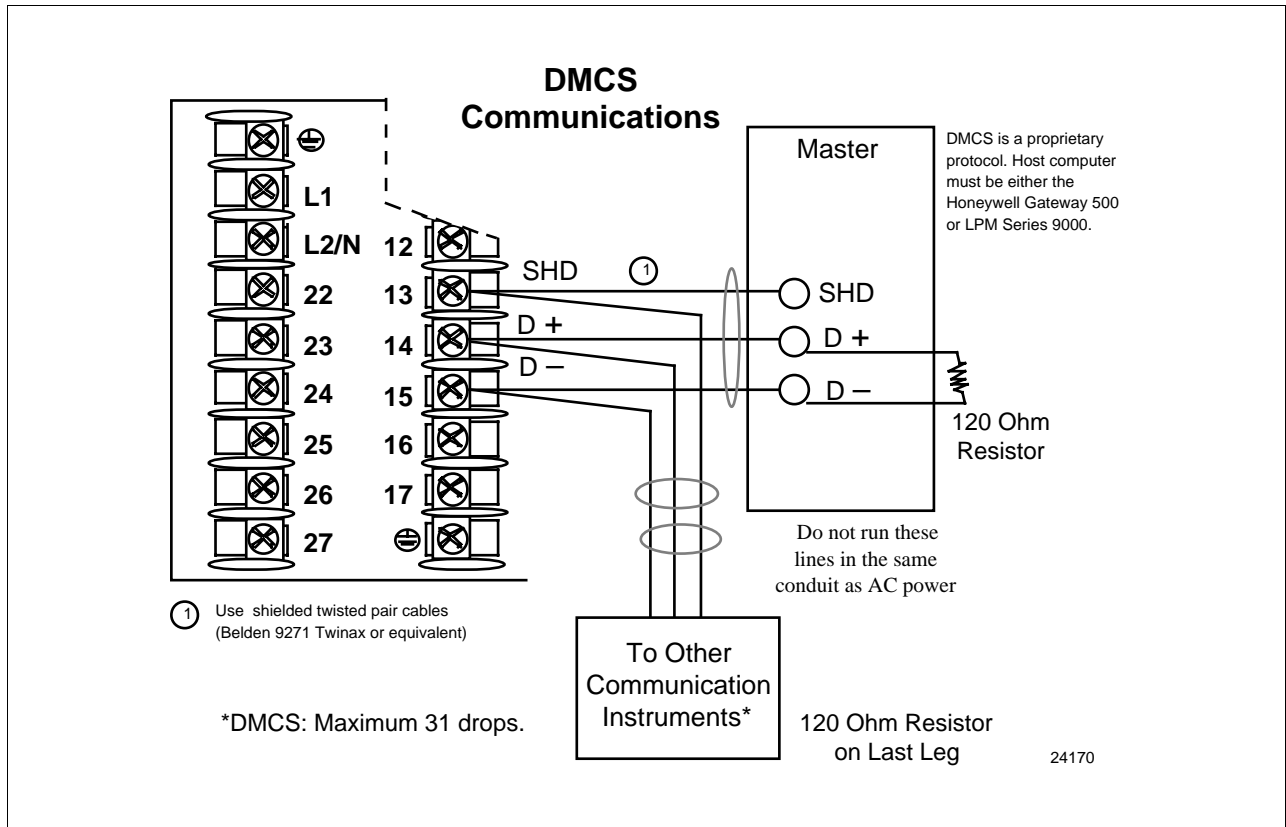 DMCS
Communications
Master
DMCS is a proprietary
protocol. Host computer
must be either the
Honeywell Gateway 500
or LPM Series 9000.
L1
L2/N
22
23
24
25
26
27
12
13
14
15
16
17
SHD
1
D +
D –
SHD
D +
D –
120 Ohm
Resistor
Do not run these
lines in the same
conduit as AC power
1
Use shielded twisted pair cables
(Belden 9271 Twinax or equivalent)
To Other
Communication
Instruments*
*DMCS: Maximum 31 drops.
120 Ohm Resistor
on Last Leg
24170